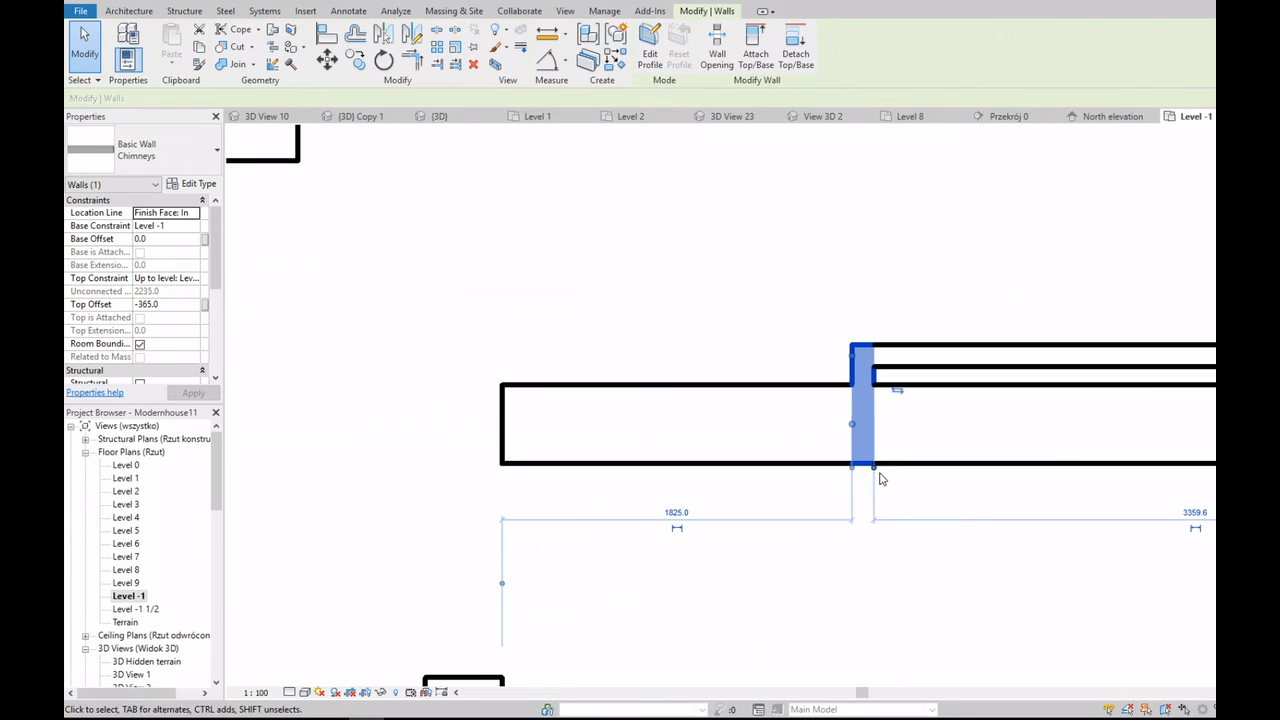 File Architecture Structure Steel Systems Insert Annotate Analyze Massing & Site Collaborate View Manage Add-Ins Modify | Walls
Modify Paste Cope Cut Join Edit Profile Reset Profile Wall Opening Attach Top/Base Detach Top/Base
Select Properties Clipboard Geometry Modify View Measure Create Mode Modify Wall
Modify | Walls
Properties
3D View 10 {3D} Copy 1 {3D} Level 1 Level 2 3D View 23 View 3D 2 Level 8 Przekrój 0 North elevation Level -1
Basic Wall
Chimneys
Walls (1) Edit Type
Constraints
Location Line Finish Face: In
Base Constraint Level -1
Base Offset 0.0
Base is Attach...
Base Extensio... 0.0
Top Constraint Up to level: Lev...
Unconnected ... 2235.0
Top Offset -365.0
Top is Attached
Top Extension... 0.0
Room Boundi...
Related to Mass
Structural
Structural
Properties help Apply
Project Browser - Modernhouse11
Views (wszystko)
Structural Plans (Rzut konstru
Floor Plans (Rzut)
Level 0
Level 1
Level 2
Level 3
Level 4
Level 5
Level 6
Level 7
Level 8
Level 9
Level -1
Level -1 1/2
Terrain
Ceiling Plans (Rzut odwrócon
3D Views (Widok 3D)
3D Hidden terrain
3D View 1
1825.0 3359.6
1 : 100
Click to select, TAB for alternates, CTRL adds, SHIFT unselects. :0 Main Model